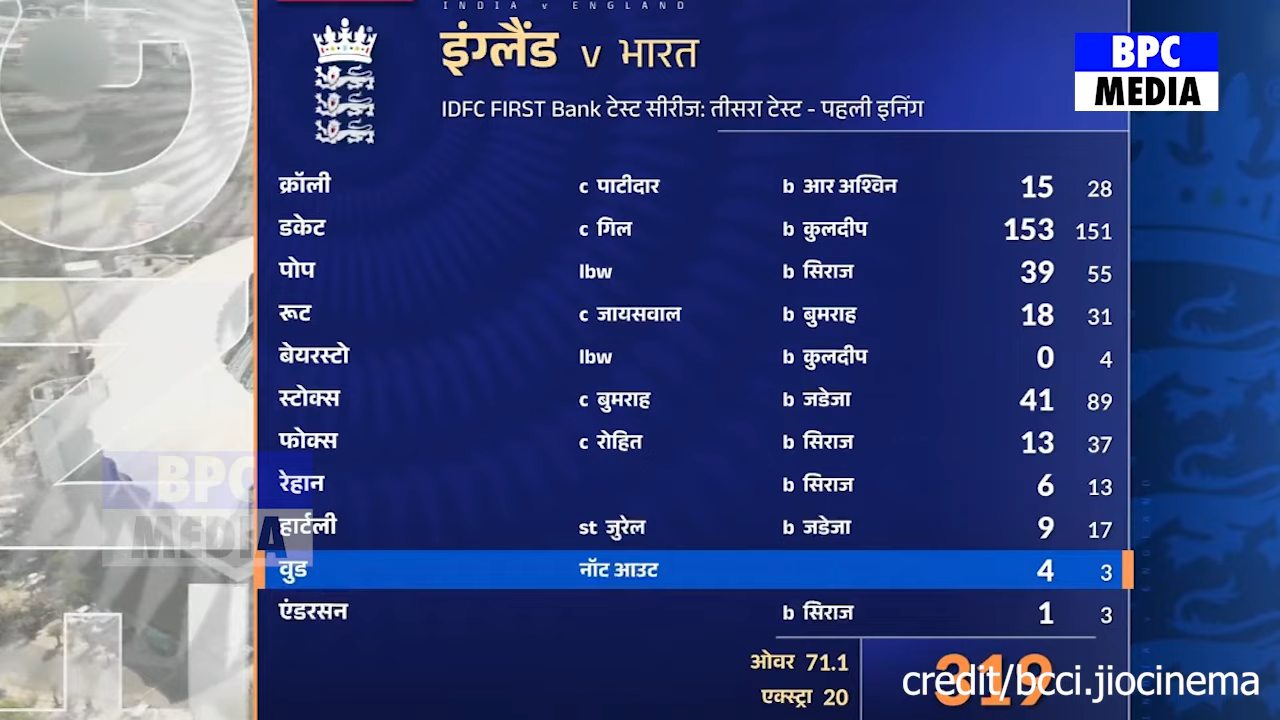 INDIA v ENGLAND
इंग्लैंड v भारत
BPC
MEDIA
IDFC FIRST Bank टेस्ट सीरीज: तीसरा टेस्ट - पहली इनिंग
क्रॉली c पाटीदार b आर अश्विन 15 28
डकेट c गिल b कुलदीप 153 151
पोप lbw b सिराज 39 55
रूट c जायसवाल b बुमराह 18 31
बेयरस्टो lbw b कुलदीप 0 4
स्टोक्स c बुमराह b जडेजा 41 89
फोक्स c रोहित b सिराज 13 37
रेहान b सिराज 6 13
BPC
MEDIA
हार्टली st जुरेल b जडेजा 9 17
वुड नॉट आउट 4 3
एंडरसन b सिराज 1 3
ओवर 71.1
एक्स्ट्रा 20
319
credit/bcci.jiocinema